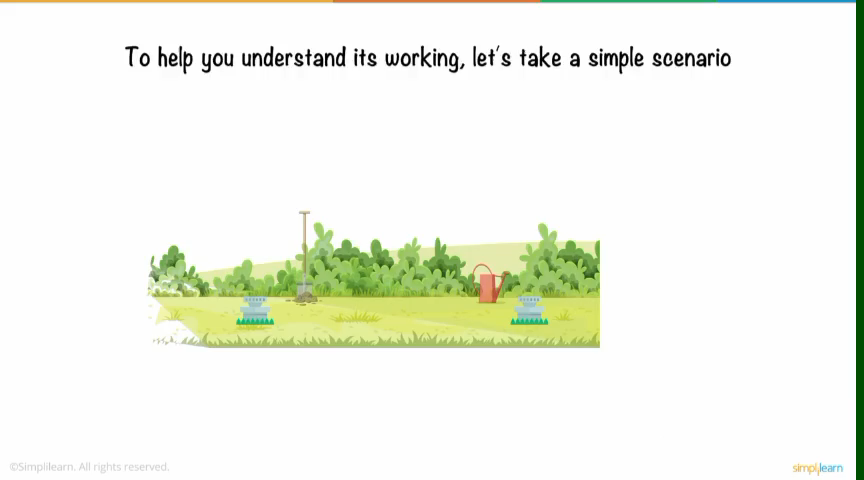 To help you understand its working, let's take a simple scenario
©Simplilearn. All rights reserved.
simplilearn